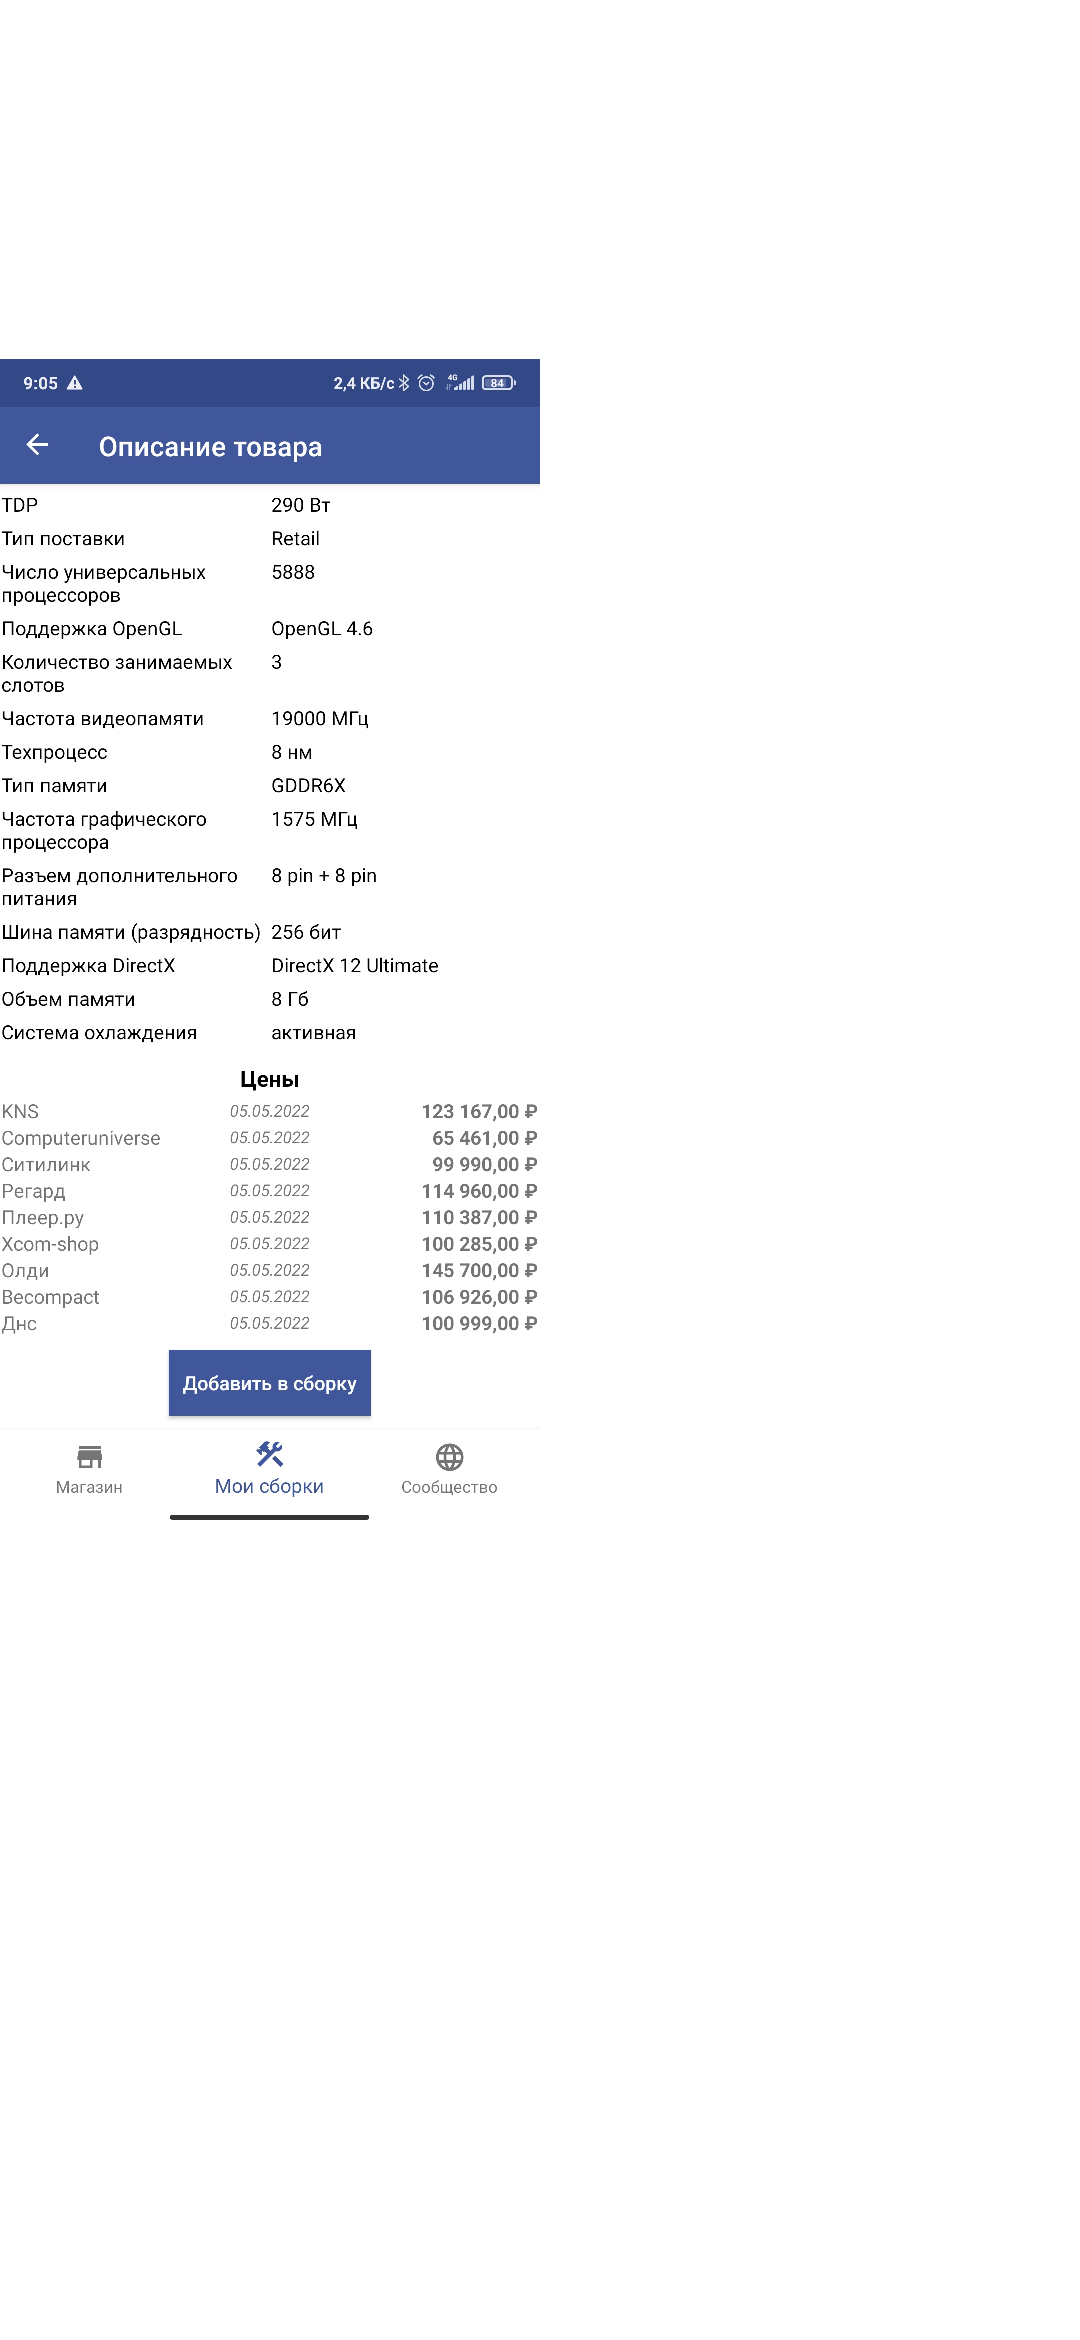 9:05 2,4 КБ/с 4G 84
Описание товара
TDP 290 Вт
Тип поставки Retail
Число универсальных 5888
процессоров
Поддержка OpenGL OpenGL 4.6
Количество занимаемых 3
слотов
Частота видеопамяти 19000 МГц
Техпроцесс 8 нм
Тип памяти GDDR6X
Частота графического 1575 МГц
процессора
Разъем дополнительного 8 pin + 8 pin
питания
Шина памяти (разрядность) 256 бит
Поддержка DirectX DirectX 12 Ultimate
Объем памяти 8 Гб
Система охлаждения активная
Цены
KNS 05.05.2022 123 167,00 ₽
Computeruniverse 05.05.2022 65 461,00 ₽
Ситилинк 05.05.2022 99 990,00 ₽
Регард 05.05.2022 114 960,00 ₽
Плеер.ру 05.05.2022 110 387,00 ₽
Xcom-shop 05.05.2022 100 285,00 ₽
Олди 05.05.2022 145 700,00 ₽
Becompact 05.05.2022 106 926,00 ₽
Днс 05.05.2022 100 999,00 ₽
Добавить в сборку
Магазин Мои сборки Сообщество